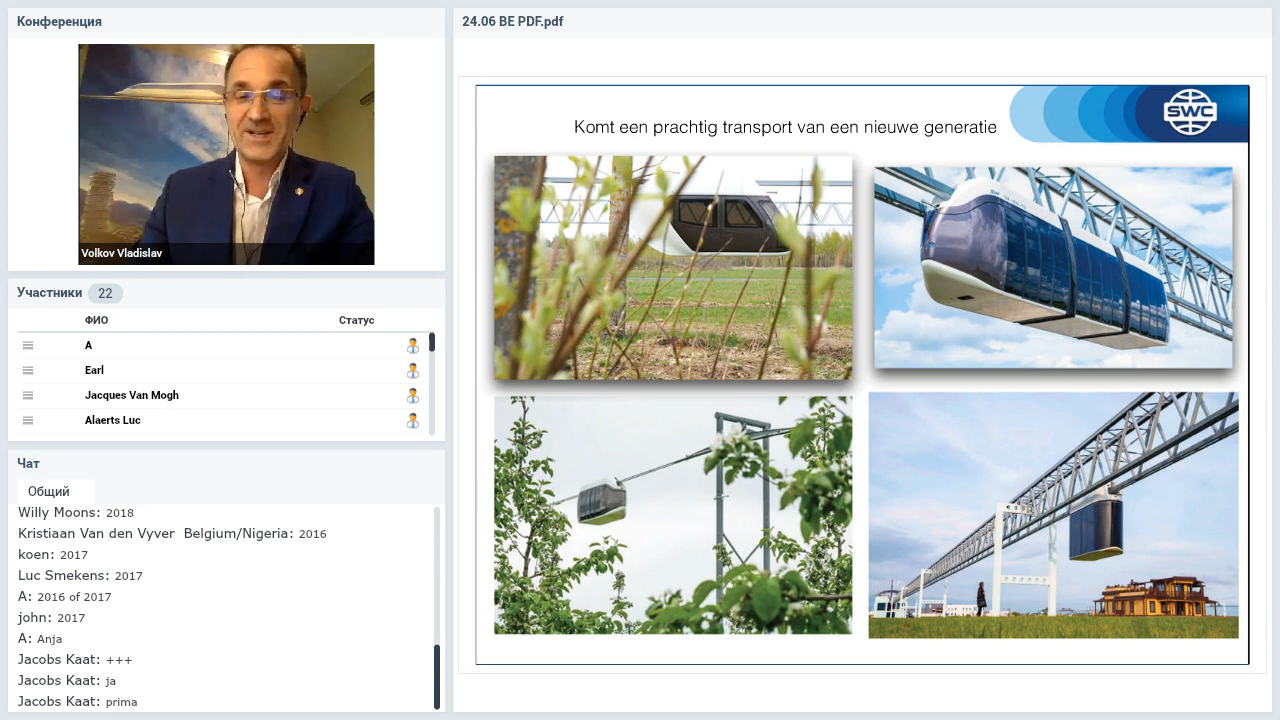 Конференция
Volkov Vladislav
Участники 22
ФИО Статус
A
Earl
Jacques Van Mogh
Alaerts Luc
Чат
Общий
Willy Moons: 2018
Kristiaan Van den Vyver Belgium/Nigeria: 2016
koen: 2017
Luc Smekens: 2017
A: 2016 of 2017
john: 2017
A: Anja
Jacobs Kaat: +++
Jacobs Kaat: ja
Jacobs Kaat: prima
24.06 BE PDF.pdf
Komt een prachtig transport van een nieuwe generatie
SWC